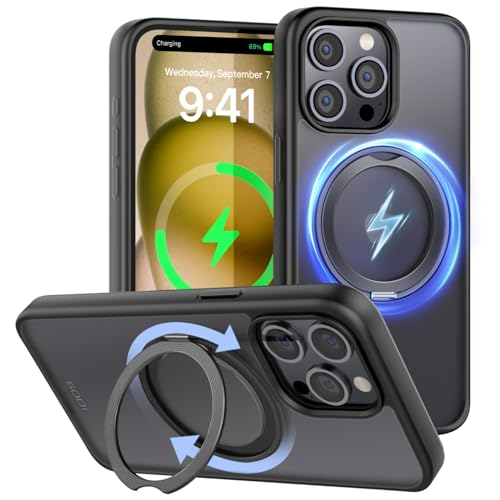 Charging
69%
Wednesday, September 7
9:41